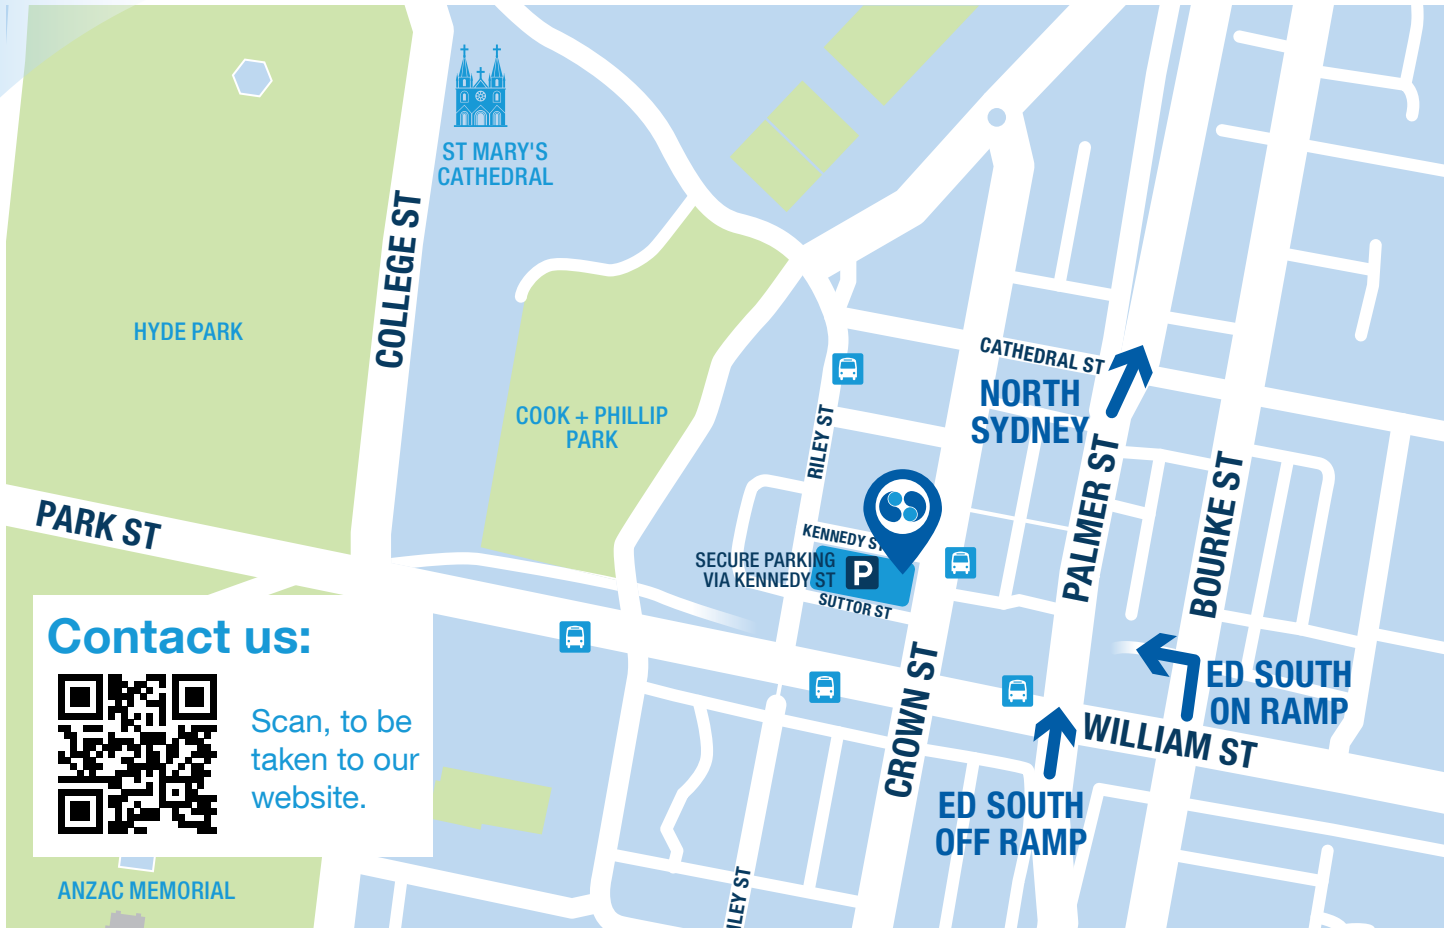 ST MARY'S
CATHEDRAL
COLLEGE ST
HYDE PARK
CATHEDRAL ST
NORTH
SYDNEY
COOK + PHILLIP
PARK
RILEY ST
PALMER ST
BOURKE ST
PARK ST
KENNEDY ST
SECURE PARKING
VIA KENNEDY ST
P
SUTTOR ST
Contact us:
Scan, to be
taken to our
website.
CROWN ST
ED SOUTH
ON RAMP
WILLIAM ST
ED SOUTH
OFF RAMP
ANZAC MEMORIAL
ILEY ST